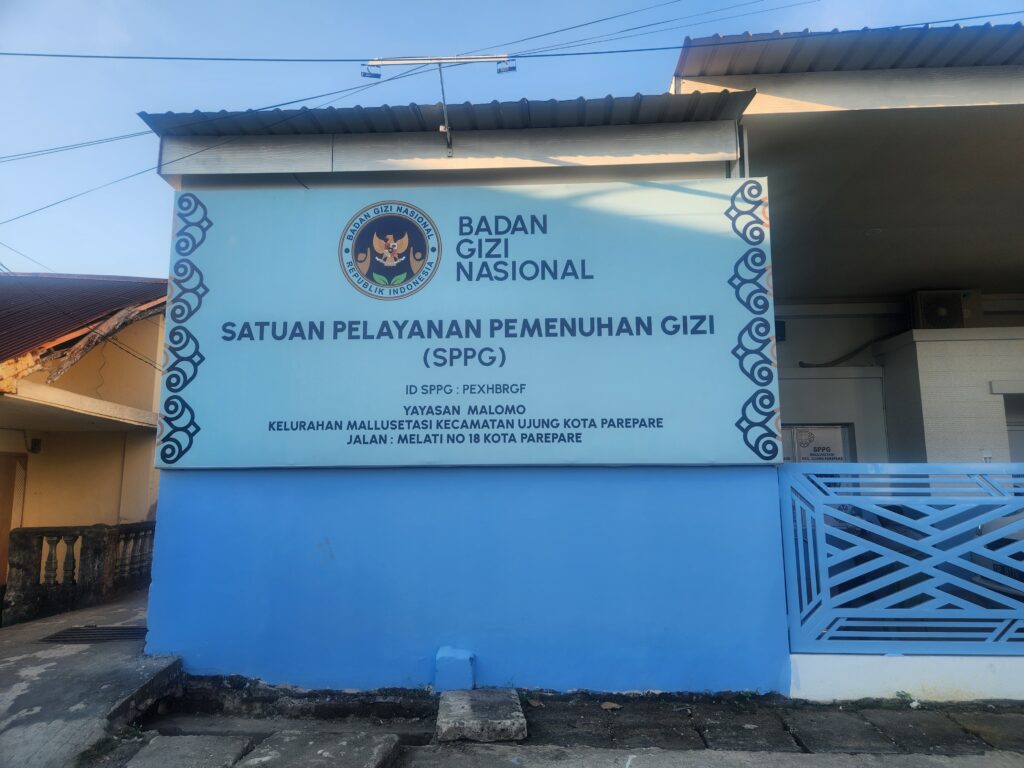 BADAN GIZI NASIONAL
REPUBLIK INDONESIA
BADAN
GIZI
NASIONAL
SATUAN PELAYANAN PEMENUHAN GIZI
(SPPG)
ID SPPG : PEXHBRGF
YAYASAN MALOMO
KELURAHAN MALLUSETASI KECAMATAN UJUNG KOTA PAREPARE
JALAN : MELATI NO 18 KOTA PAREPARE
SPPG